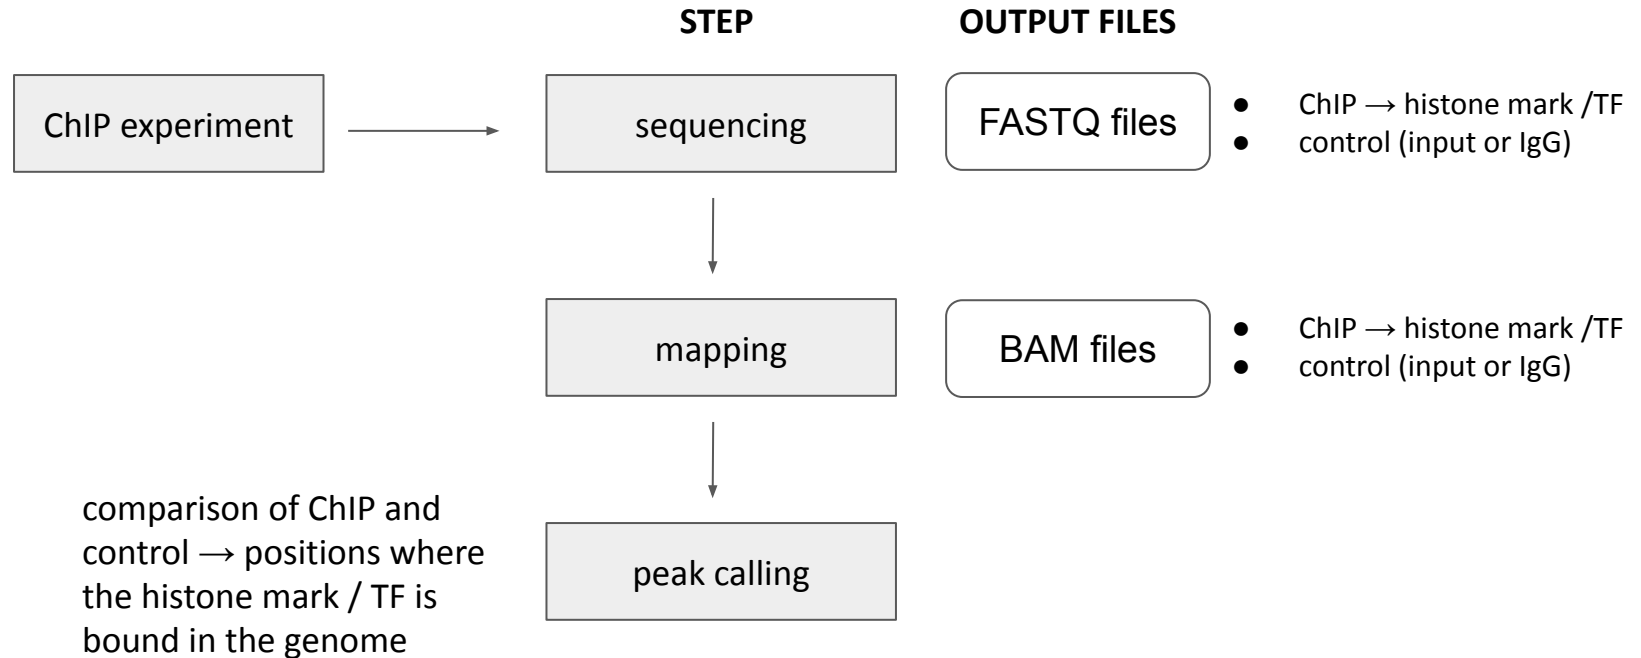 STEP
OUTPUT FILES
ChIP experiment
sequencing
FASTQ files
● ChIP → histone mark /TF
● control (input or IgG)
mapping
BAM files
● ChIP → histone mark /TF
● control (input or IgG)
comparison of ChIP and
control → positions where
the histone mark / TF is
bound in the genome
peak calling